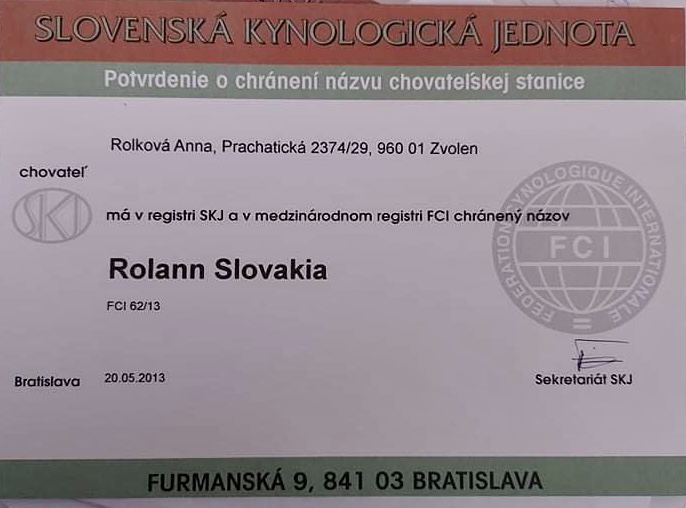 SLOVENSKÁ KYNOLOGICKÁ JEDNOTA
Potvrdenie o chránení názvu chovateľskej stanice
Rolková Anna, Prachatická 2374/29, 960 01 Zvolen
chovateľ
SKJ
má v registri SKJ a v medzinárodnom registri FCI chránený názov
FEDERATION CYNOLOGIQUE INTERNATIONALE
FCI
Rolann Slovakia
FCI 62/13
Bratislava 20.05.2013
Sekretariát SKJ
FURMANSKÁ 9, 841 03 BRATISLAVA